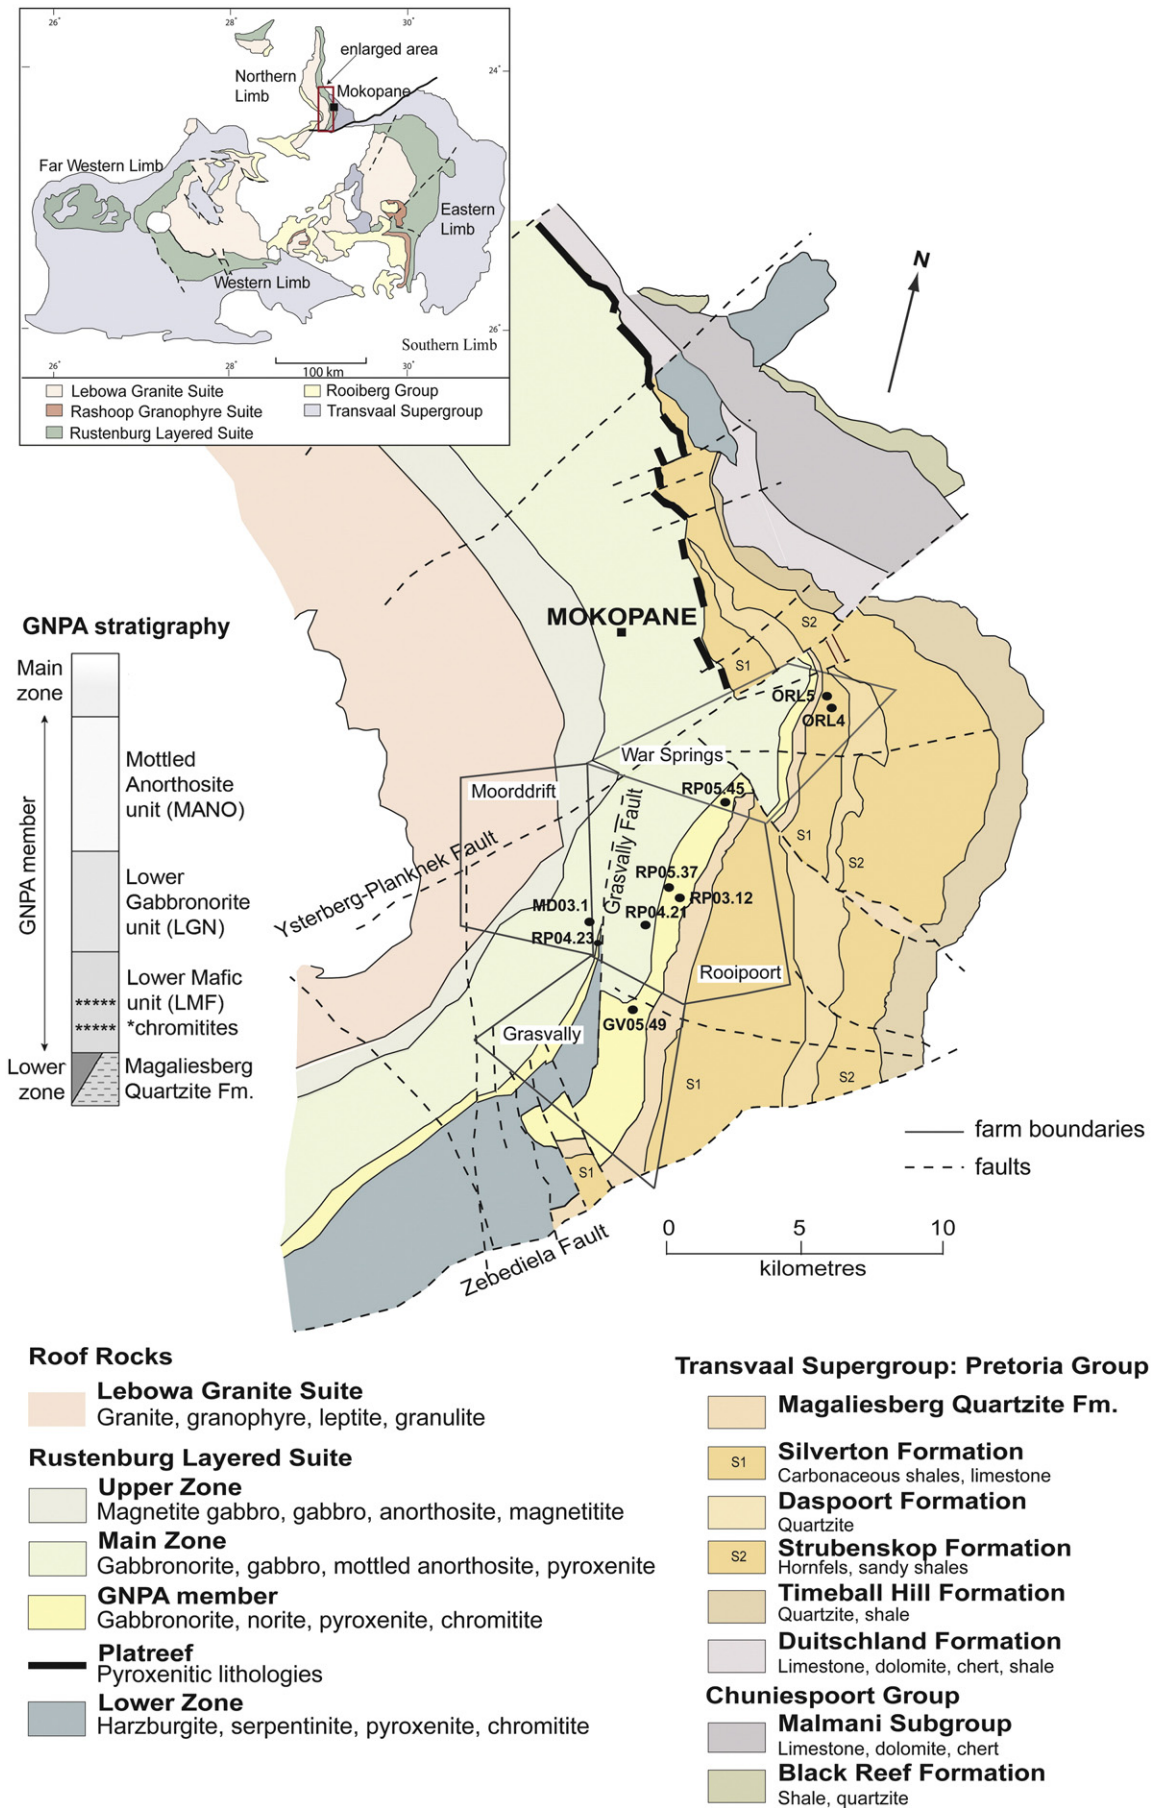 26°
28°
30°
enlarged area
24°
Northern
Limb
Mokopane
Far Western Limb
Eastern
Limb
Western Limb
26°
Southern Limb
26°
28°
30°
100 km
Lebowa Granite Suite
Rashoop Granophyre Suite
Rustenburg Layered Suite
Rooiberg Group
Transvaal Supergroup
N
MOKOPANE
S2
S1
GNPA stratigraphy
Main
zone
GNPA member
Mottled
Anorthosite
unit (MANO)
Lower
Gabbronorite
unit (LGN)
Lower Mafic
unit (LMF)
*****
***** *chromitites
Lower
zone
Magaliesberg
Quartzite Fm.
ORL5
ORL4
War Springs
Moorddrift
RP05.45
Grasvally Fault
S1
S2
Ysterberg-Planknek Fault
RP05.37
RP03.12
MD03.1
RP04.21
RP04.23
Rooipoort
GV05.49
Grasvally
S1
S2
S1
Zebediela Fault
farm boundaries
faults
0 5 10
kilometres
Roof Rocks
Lebowa Granite Suite
Granite, granophyre, leptite, granulite
Rustenburg Layered Suite
Upper Zone
Magnetite gabbro, gabbro, anorthosite, magnetitite
Main Zone
Gabbronorite, gabbro, mottled anorthosite, pyroxenite
GNPA member
Gabbronorite, norite, pyroxenite, chromitite
Platreef
Pyroxenitic lithologies
Lower Zone
Harzburgite, serpentinite, pyroxenite, chromitite
Transvaal Supergroup: Pretoria Group
Magaliesberg Quartzite Fm.
S1
Silverton Formation
Carbonaceous shales, limestone
Daspoort Formation
Quartzite
S2
Strubenskop Formation
Hornfels, sandy shales
Timeball Hill Formation
Quartzite, shale
Duitschland Formation
Limestone, dolomite, chert, shale
Chuniespoort Group
Malmani Subgroup
Limestone, dolomite, chert
Black Reef Formation
Shale, quartzite